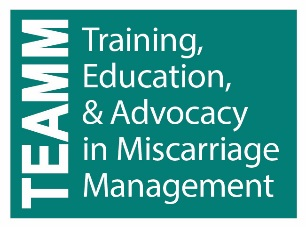 TEAMM
Training,
Education,
& Advocacy
in Miscarriage
Management